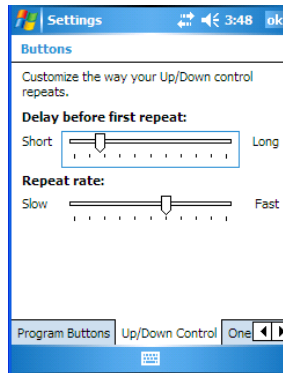 Settings 3:48 ok
Buttons
Customize the way your Up/Down control
repeats.
Delay before first repeat:
Short Long
Repeat rate:
Slow Fast
Program Buttons Up/Down Control One